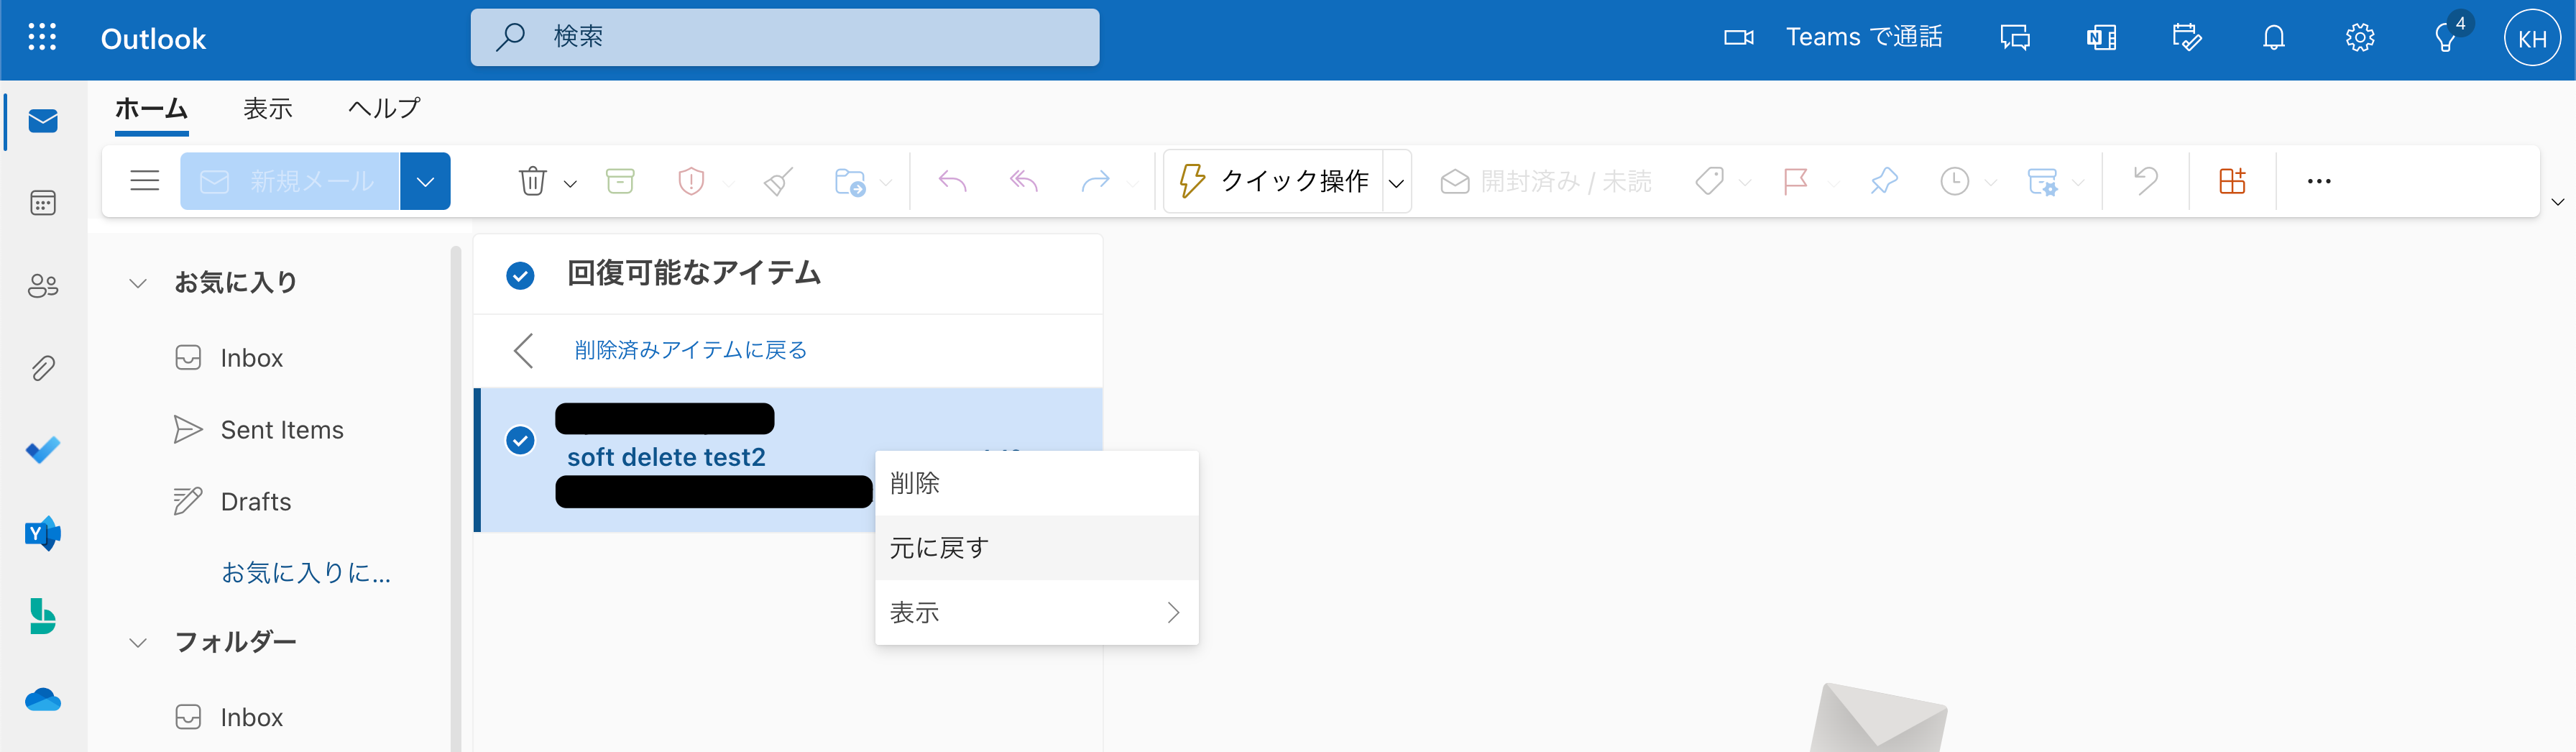 Outlook
検索
Teams で通話
4
KH
ホーム 表示 ヘルプ
新規メール
クイック操作
開封済み / 未読
お気に入り
Inbox
Sent Items
Drafts
お気に入りに...
フォルダー
Inbox
回復可能なアイテム
削除済みアイテムに戻る
soft delete test2
削除
元に戻す
表示